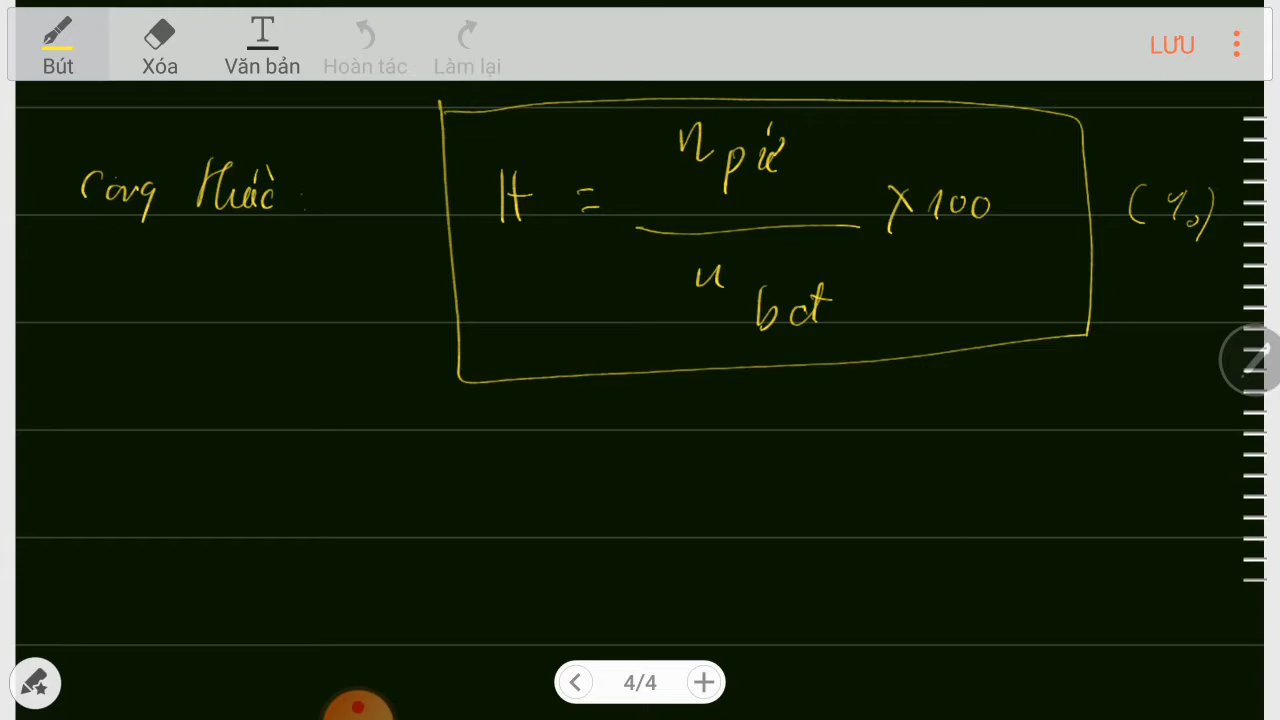 Bút Xóa Văn bản Hoàn tác Làm lại LƯU
Công thức: H = n pứ / n bđ × 100 (%)
4/4